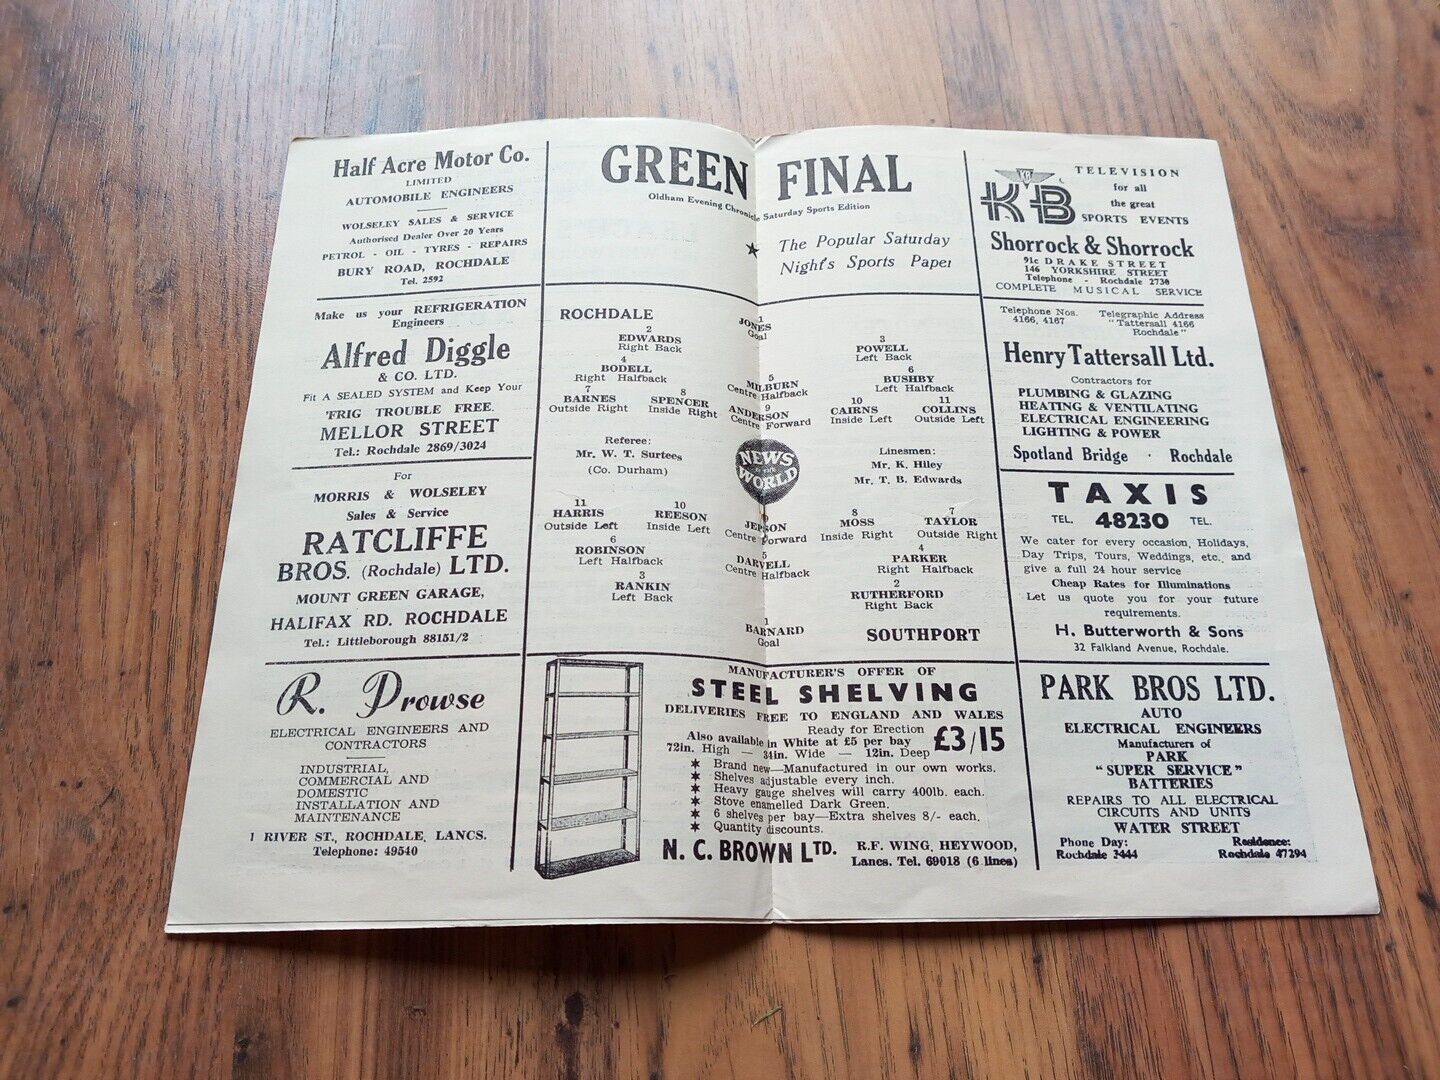 Half Acre Motor Co.
LIMITED
AUTOMOBILE ENGINEERS
WOLSELEY SALES & SERVICE
Authorised Dealer Over 20 Years
PETROL - OIL - TYRES - REPAIRS
BURY ROAD, ROCHDALE
Tel. 2592
Make us your REFRIGERATION
Engineers
Alfred Diggle
& CO. LTD.
Fit A SEALED SYSTEM and Keep Your
'FRIG TROUBLE FREE.
MELLOR STREET
Tel.: Rochdale 2869/3024
For
MORRIS & WOLSELEY
Sales & Service
RATCLIFFE
BROS. (Rochdale) LTD.
MOUNT GREEN GARAGE,
HALIFAX RD. ROCHDALE
Tel.: Littleborough 88151/2
R. Prowse
ELECTRICAL ENGINEERS AND
CONTRACTORS
INDUSTRIAL,
COMMERCIAL AND
DOMESTIC
INSTALLATION AND
MAINTENANCE
1 RIVER ST., ROCHDALE, LANCS.
Telephone: 49540
GREEN FINAL
Oldham Evening Chronicle Saturday Sports Edition
The Popular Saturday
Night's Sports Paper
ROCHDALE
1
JONES
Goal
2
EDWARDS
Right Back
3
POWELL
Left Back
4
BODELL
Right Halfback
5
MILBURN
Centre Halfback
6
BUSHBY
Left Halfback
7
BARNES
Outside Right
8
SPENCER
Inside Right
9
ANDERSON
Centre Forward
10
CAIRNS
Inside Left
11
COLLINS
Outside Left
Referee:
Mr. W. T. Surtees
(Co. Durham)
NEWS
OF THE
WORLD
Linesmen:
Mr. K. Hiley
Mr. T. B. Edwards
11
HARRIS
Outside Left
10
REESON
Inside Left
9
JEPSON
Centre Forward
8
MOSS
Inside Right
7
TAYLOR
Outside Right
6
ROBINSON
Left Halfback
5
DARVELL
Centre Halfback
4
PARKER
Right Halfback
3
RANKIN
Left Back
2
RUTHERFORD
Right Back
1
BARNARD
Goal
SOUTHPORT
MANUFACTURER'S OFFER OF
STEEL SHELVING
DELIVERIES FREE TO ENGLAND AND WALES
Ready for Erection
Also available in White at £5 per bay
£3/15
72in. High — 34in. Wide — 12in. Deep
Brand new—Manufactured in our own works.
Shelves adjustable every inch.
Heavy gauge shelves will carry 400lb. each.
Stove enamelled Dark Green.
6 shelves per bay—Extra shelves 8/- each.
Quantity discounts.
N. C. BROWN LTD.
R.F. WING, HEYWOOD,
Lancs. Tel. 69018 (6 lines)
KB
TELEVISION
for all
the great
SPORTS EVENTS
Shorrock & Shorrock
91c DRAKE STREET
146 YORKSHIRE STREET
Telephone - Rochdale 2730
COMPLETE MUSICAL SERVICE
Telephone Nos.
4166, 4167
Telegraphic Address
"Tattersall 4166
Rochdale"
Henry Tattersall Ltd.
Contractors for
PLUMBING & GLAZING
HEATING & VENTILATING
ELECTRICAL ENGINEERING
LIGHTING & POWER
Spotland Bridge · Rochdale
TAXIS
TEL. 48230 TEL.
We cater for every occasion, Holidays,
Day Trips, Tours, Weddings, etc., and
give a full 24 hour service
Cheap Rates for Illuminations
Let us quote you for your future
requirements.
H. Butterworth & Sons
32 Falkland Avenue, Rochdale.
PARK BROS LTD.
AUTO
ELECTRICAL ENGINEERS
Manufacturers of
PARK
"SUPER SERVICE"
BATTERIES
REPAIRS TO ALL ELECTRICAL
CIRCUITS AND UNITS
WATER STREET
Phone Day:
Rochdale 3444
Residence:
Rochdale 47294